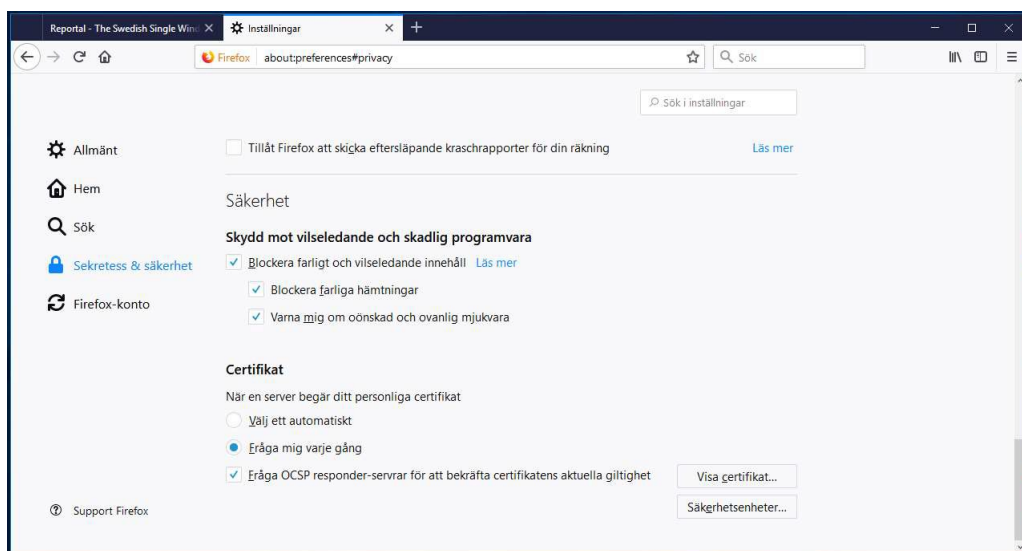 Reportal - The Swedish Single Wind
Inställningar
Firefox about:preferences#privacy
Sök
Sök i inställningar
Allmänt
Hem
Sök
Sekretess & säkerhet
Firefox-konto
Support Firefox
Tillåt Firefox att skicka eftersläpande kraschrapporter för din räkning Läs mer
Säkerhet
Skydd mot vilseledande och skadlig programvara
Blockera farligt och vilseledande innehåll Läs mer
Blockera farliga hämtningar
Varna mig om oönskad och ovanlig mjukvara
Certifikat
När en server begär ditt personliga certifikat
Välj ett automatiskt
Fråga mig varje gång
Fråga OCSP responder-servrar för att bekräfta certifikatens aktuella giltighet
Visa certifikat...
Säkerhetsenheter...